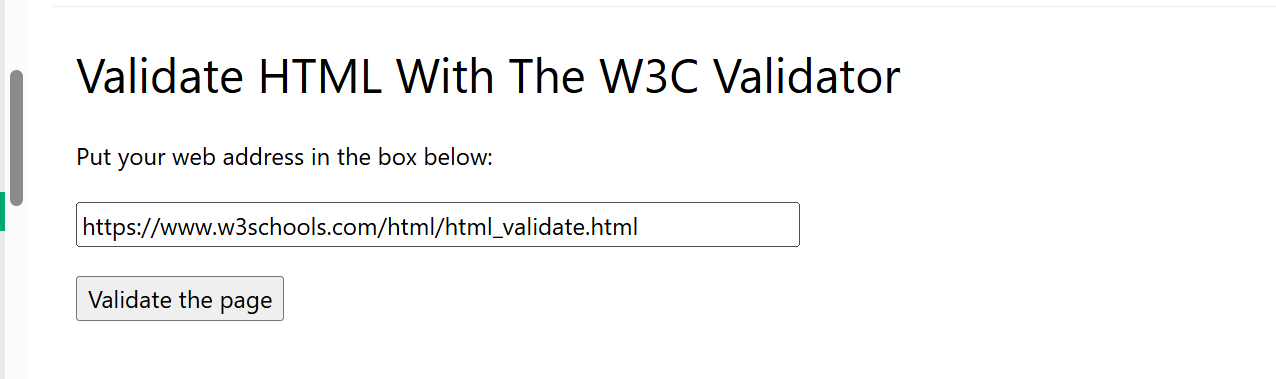 Validate HTML With The W3C Validator
Put your web address in the box below:
https://www.w3schools.com/html/html_validate.html
Validate the page